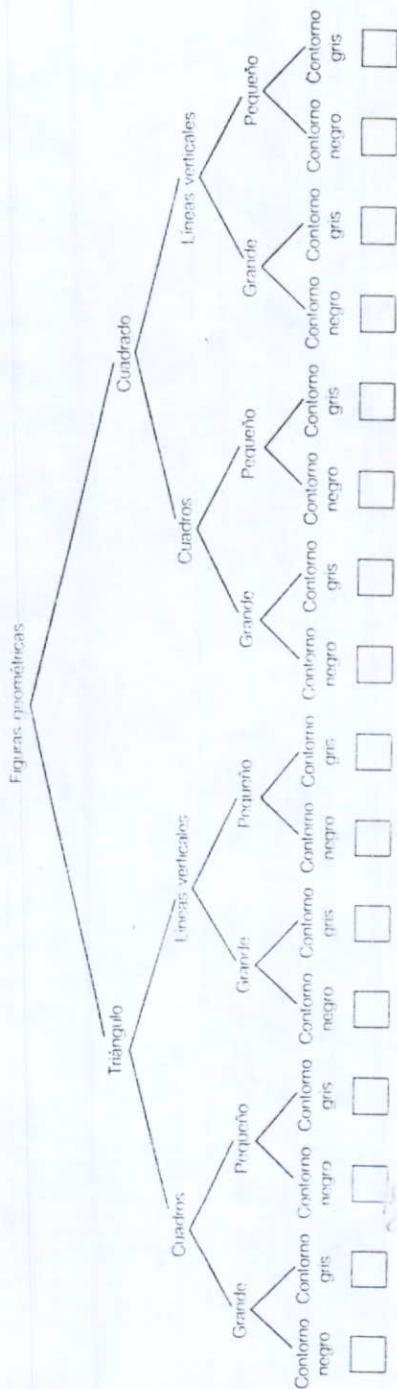 Figuras geométricas
Triángulo Cuadrado
Cuadros Líneas verticales Cuadros Líneas verticales
Grande Pequeño Grande Pequeño Grande Pequeño Grande Pequeño
Contorno negro Contorno gris Contorno negro Contorno gris Contorno negro Contorno gris Contorno negro Contorno gris Contorno negro Contorno gris Contorno negro Contorno gris Contorno negro Contorno gris Contorno negro Contorno gris